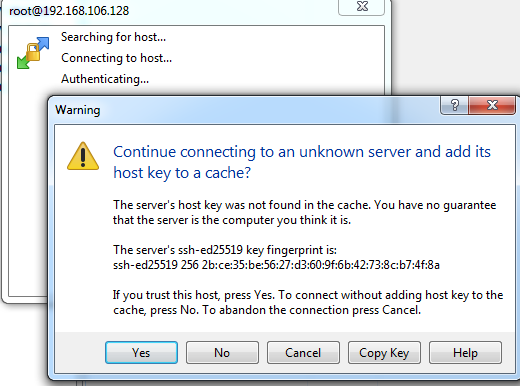 root@192.168.106.128
Searching for host...
Connecting to host...
Authenticating...
Warning
Continue connecting to an unknown server and add its
host key to a cache?
The server's host key was not found in the cache. You have no guarantee
that the server is the computer you think it is.
The server's ssh-ed25519 key fingerprint is:
ssh-ed25519 256 2b:ce:35:be:56:27:d3:60:9f:6b:42:73:8c:b7:4f:8a
If you trust this host, press Yes. To connect without adding host key to the
cache, press No. To abandon the connection press Cancel.
Yes No Cancel Copy Key Help